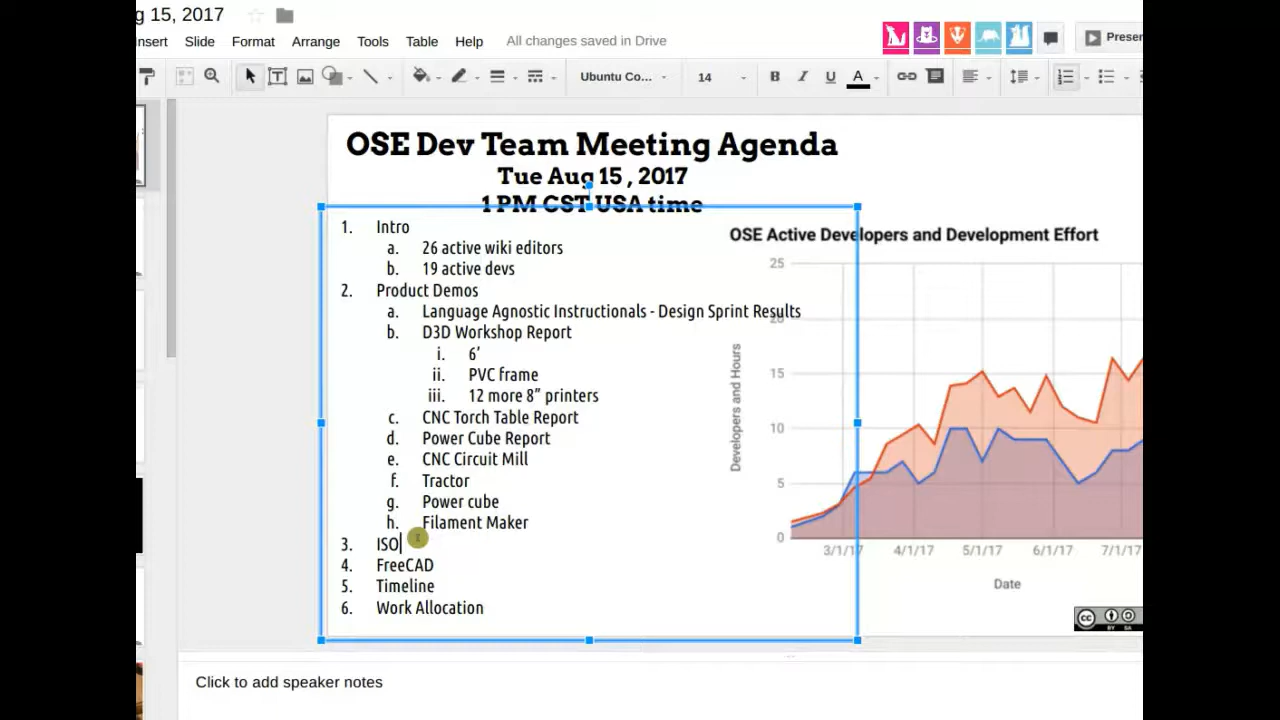 g 15, 2017
nsert Slide Format Arrange Tools Table Help All changes saved in Drive
Presen
Ubuntu Co... 14 B I U A
OSE Dev Team Meeting Agenda
Tue Aug 15 , 2017
1 PM CST USA time
1. Intro
a. 26 active wiki editors
b. 19 active devs
2. Product Demos
a. Language Agnostic Instructionals - Design Sprint Results
b. D3D Workshop Report
i. 6’
ii. PVC frame
iii. 12 more 8” printers
c. CNC Torch Table Report
d. Power Cube Report
e. CNC Circuit Mill
f. Tractor
g. Power cube
h. Filament Maker
3. ISO
4. FreeCAD
5. Timeline
6. Work Allocation
OSE Active Developers and Development Effort
Developers and Hours
25
20
15
10
5
0
3/1/17 4/1/17 5/1/17 6/1/17 7/1/17
Date
cc BY SA
Click to add speaker notes